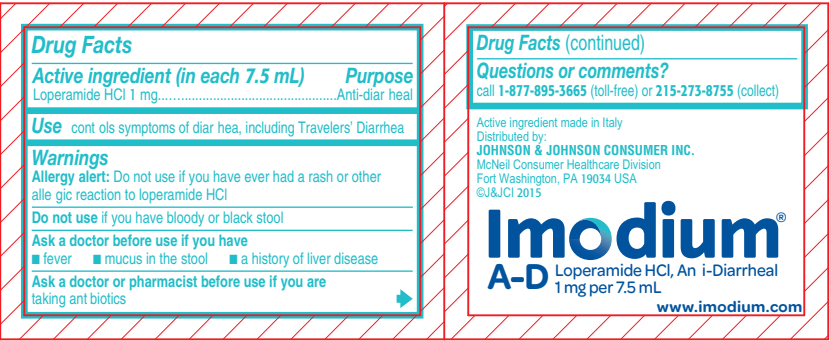 Drug Facts
Active ingredient (in each 7.5 mL) Purpose
Loperamide HCl 1 mg..........................................Anti-diar heal
Use cont ols symptoms of diar hea, including Travelers' Diarrhea
Warnings
Allergy alert: Do not use if you have ever had a rash or other
alle gic reaction to loperamide HCl
Do not use if you have bloody or black stool
Ask a doctor before use if you have
■ fever ■ mucus in the stool ■ a history of liver disease
Ask a doctor or pharmacist before use if you are
taking ant biotics
Drug Facts (continued)
Questions or comments?
call 1-877-895-3665 (toll-free) or 215-273-8755 (collect)
Active ingredient made in Italy
Distributed by:
JOHNSON & JOHNSON CONSUMER INC.
McNeil Consumer Healthcare Division
Fort Washington, PA 19034 USA
©J&JCI 2015
Imodium®
A-D Loperamide HCl, An i-Diarrheal
1 mg per 7.5 mL
www.imodium.com